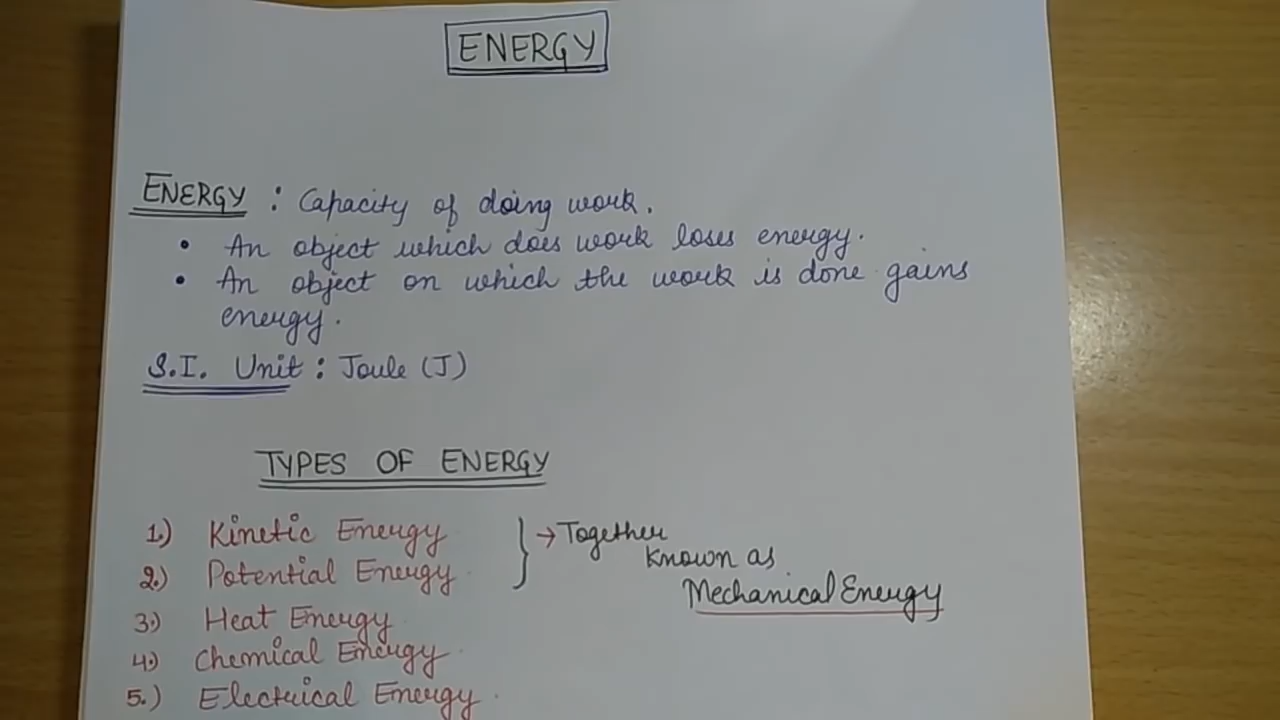 ENERGY
ENERGY : Capacity of doing work.
• An object which does work loses energy.
• An object on which the work is done gains
energy.
S.I. Unit : Joule (J)
TYPES OF ENERGY
1.) Kinetic Energy } → Together
known as
2.) Potential Energy
Mechanical Energy
3.) Heat Energy
4.) Chemical Energy
5.) Electrical Energy